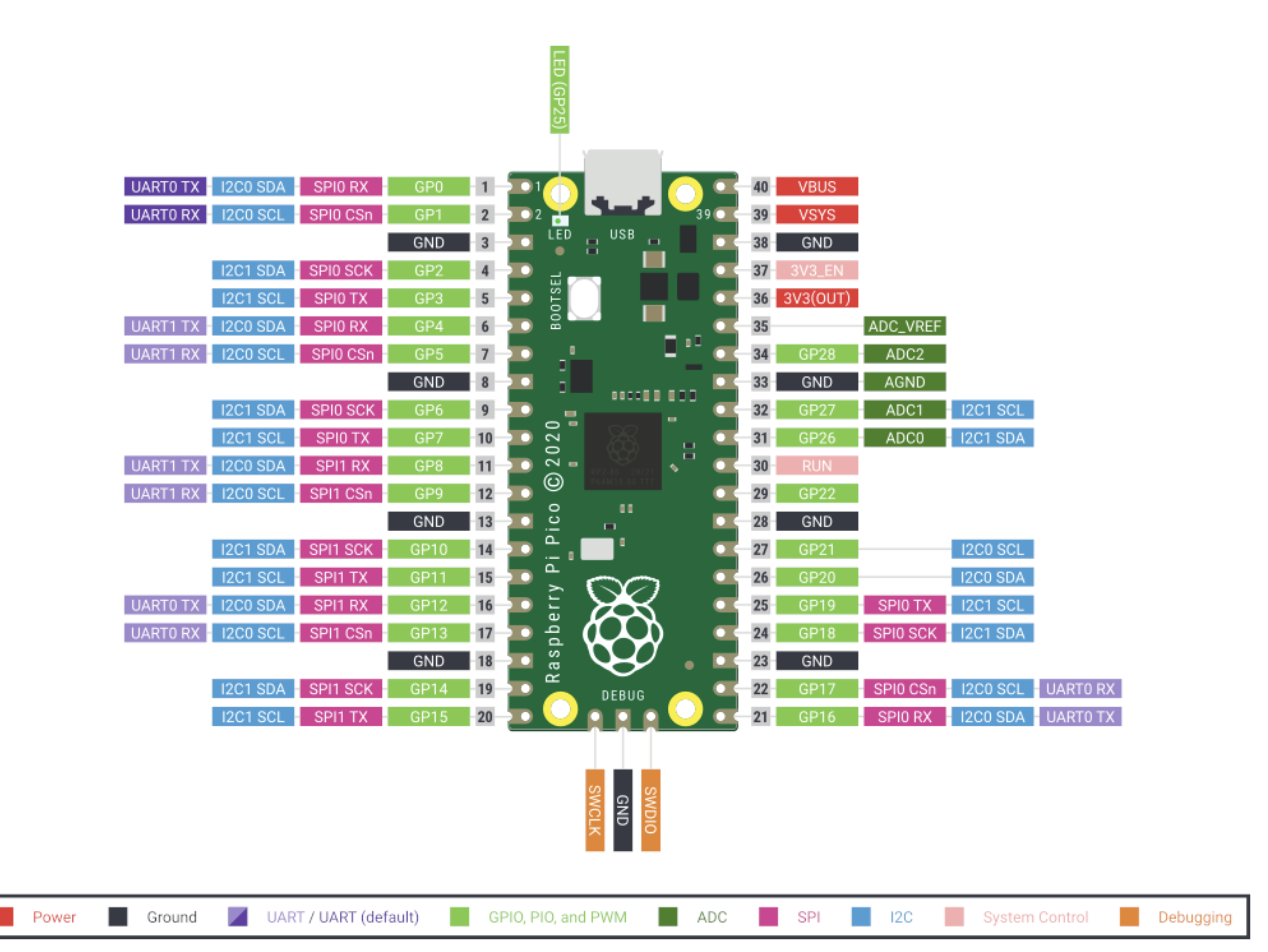 LED (GP25)
UART0 TX I2C0 SDA SPI0 RX GP0 1 1 40 VBUS
UART0 RX I2C0 SCL SPI0 CSn GP1 2 2 39 39 VSYS
LED USB
GND 3 38 GND
I2C1 SDA SPI0 SCK GP2 4 37 3V3_EN
I2C1 SCL SPI0 TX GP3 5 BOOTSEL 36 3V3(OUT)
UART1 TX I2C0 SDA SPI0 RX GP4 6 35 ADC_VREF
UART1 RX I2C0 SCL SPI0 CSn GP5 7 34 GP28 ADC2
GND 8 33 GND AGND
I2C1 SDA SPI0 SCK GP6 9 32 GP27 ADC1 I2C1 SCL
I2C1 SCL SPI0 TX GP7 10 31 GP26 ADC0 I2C1 SDA
UART1 TX I2C0 SDA SPI1 RX GP8 11 30 RUN
UART1 RX I2C0 SCL SPI1 CSn GP9 12 29 GP22
GND 13 28 GND
I2C1 SDA SPI1 SCK GP10 14 27 GP21 I2C0 SCL
I2C1 SCL SPI1 TX GP11 15 26 GP20 I2C0 SDA
UART0 TX I2C0 SDA SPI1 RX GP12 16 25 GP19 SPI0 TX I2C1 SCL
UART0 RX I2C0 SCL SPI1 CSn GP13 17 24 GP18 SPI0 SCK I2C1 SDA
GND 18 23 GND
I2C1 SDA SPI1 SCK GP14 19 22 GP17 SPI0 CSn I2C0 SCL UART0 RX
I2C1 SCL SPI1 TX GP15 20 21 GP16 SPI0 RX I2C0 SDA UART0 TX
Raspberry Pi Pico ©2020
DEBUG
SWCLK GND SWDIO
Power Ground UART / UART (default) GPIO, PIO, and PWM ADC SPI I2C System Control Debugging